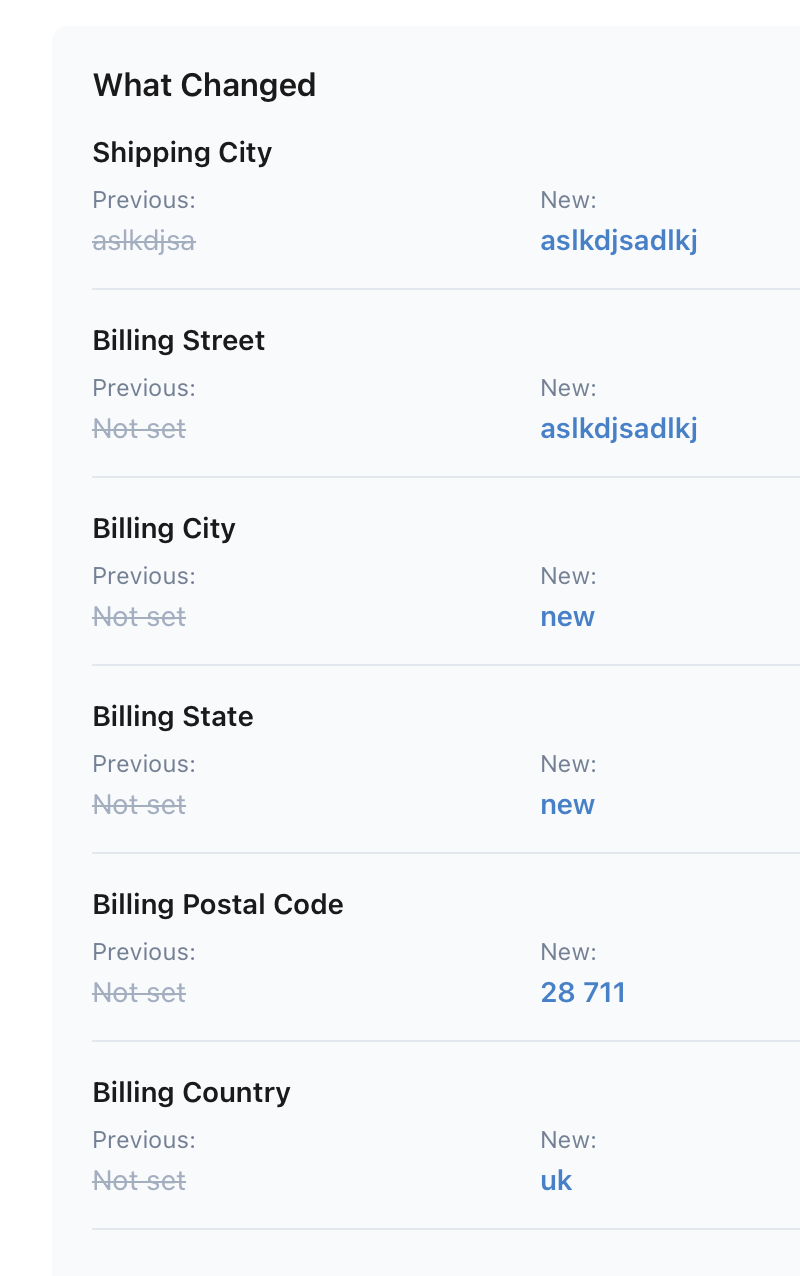 What Changed
Shipping City
Previous: New:
aslkdjsa aslkdjsadlkj
Billing Street
Previous: New:
Not set aslkdjsadlkj
Billing City
Previous: New:
Not set new
Billing State
Previous: New:
Not set new
Billing Postal Code
Previous: New:
Not set 28 711
Billing Country
Previous: New:
Not set uk